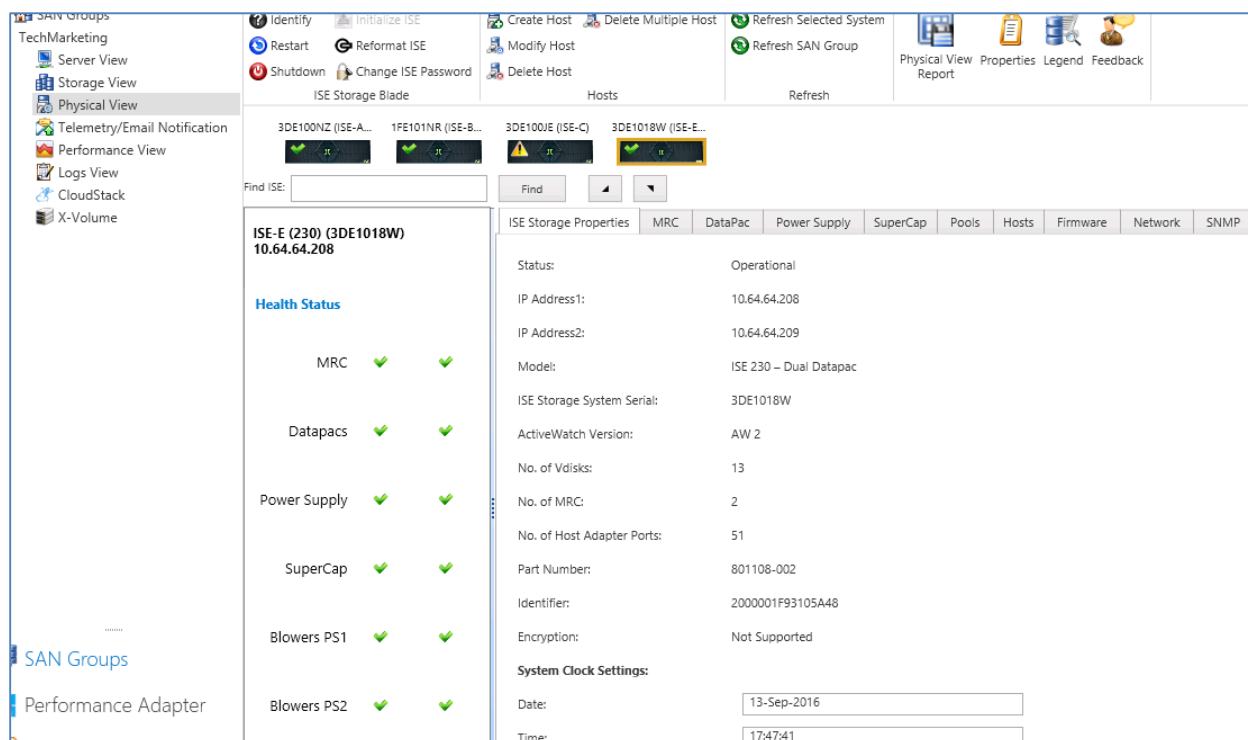 SAN Groups
TechMarketing
Server View
Storage View
Physical View
Telemetry/Email Notification
Performance View
Logs View
CloudStack
X-Volume
SAN Groups
Performance Adapter
Identify Initialize ISE
Restart Reformat ISE
Shutdown Change ISE Password
ISE Storage Blade
Create Host Delete Multiple Host
Modify Host
Delete Host
Hosts
Refresh Selected System
Refresh SAN Group
Refresh
Physical View Report
Properties Legend Feedback
3DE100NZ (ISE-A... 1FE101NR (ISE-B... 3DE100JE (ISE-C) 3DE1018W (ISE-E...
Find ISE: Find
ISE-E (230) (3DE1018W)
10.64.64.208
Health Status
MRC
Datapacs
Power Supply
SuperCap
Blowers PS1
Blowers PS2
ISE Storage Properties MRC DataPac Power Supply SuperCap Pools Hosts Firmware Network SNMP
Status: Operational
IP Address1: 10.64.64.208
IP Address2: 10.64.64.209
Model: ISE 230 – Dual Datapac
ISE Storage System Serial: 3DE1018W
ActiveWatch Version: AW 2
No. of Vdisks: 13
No. of MRC: 2
No. of Host Adapter Ports: 51
Part Number: 801108-002
Identifier: 2000001F93105A48
Encryption: Not Supported
System Clock Settings:
Date: 13-Sep-2016
Time: 17:47:41